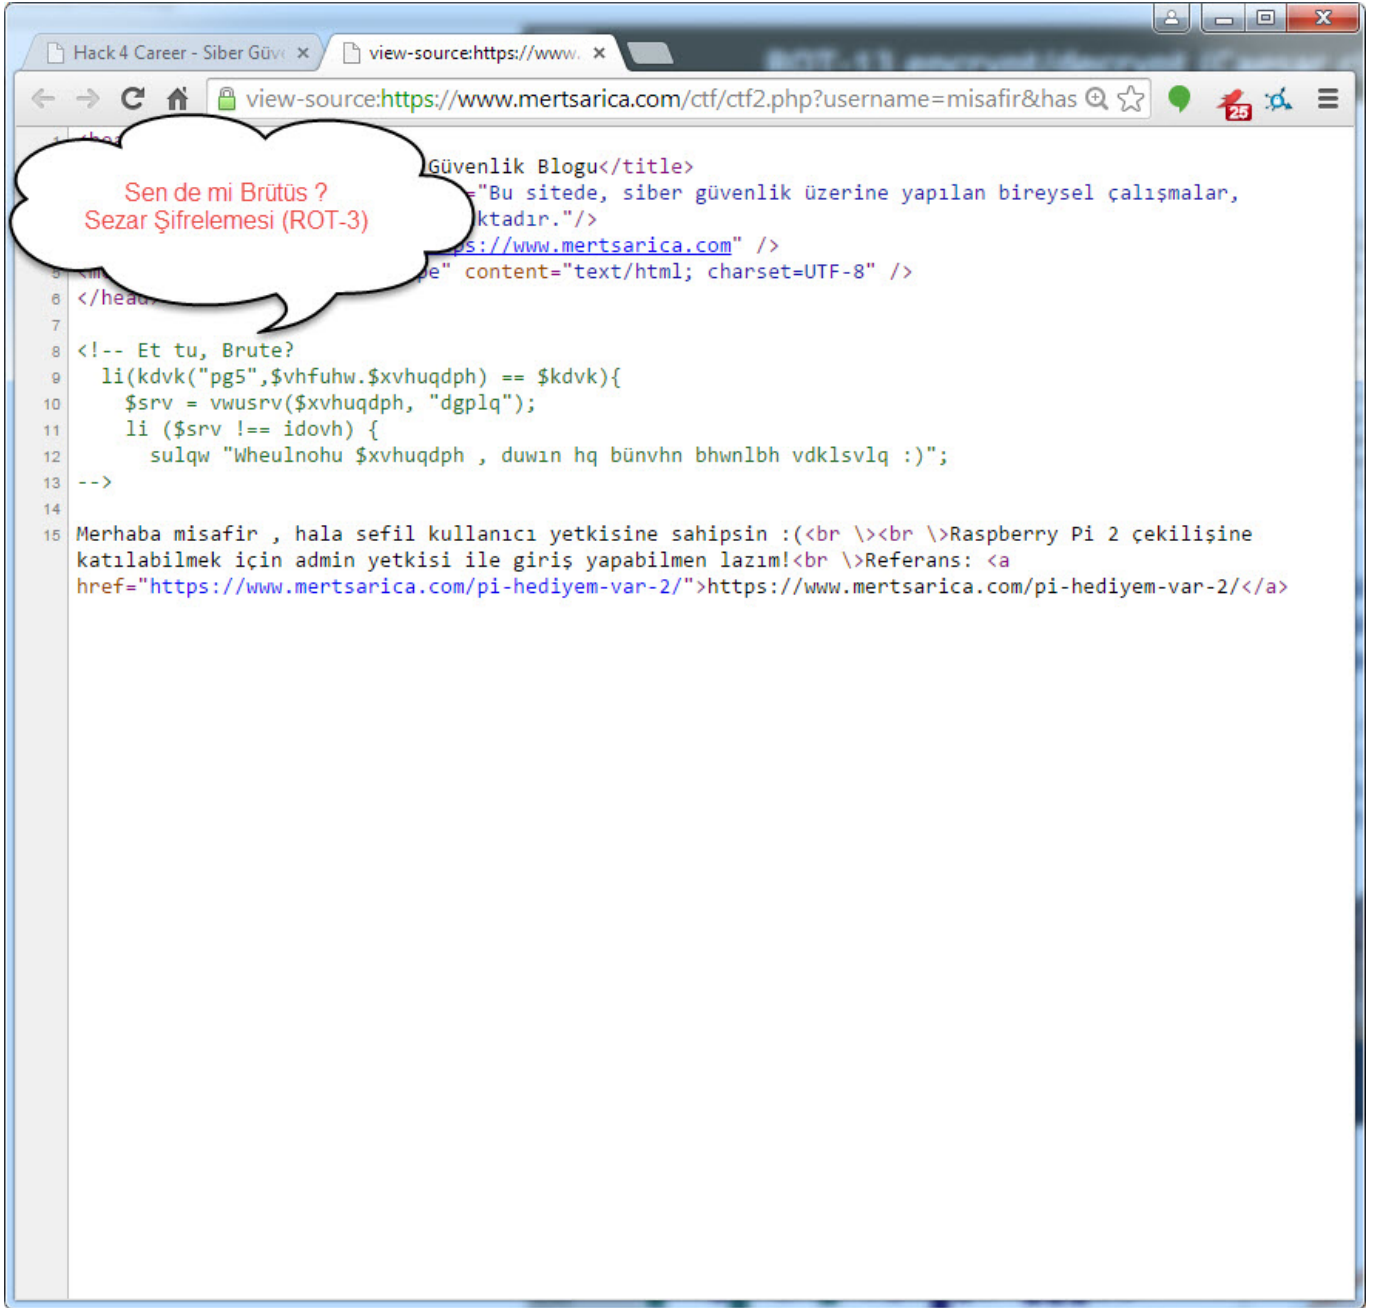 Hack 4 Career - Siber Güv
view-source:https://www.
view-source:https://www.mertsarica.com/ctf/ctf2.php?username=misafir&has
25
Sen de mi Brütüs ?
Sezar Şifrelemesi (ROT-3)
Güvenlik Blogu</title>
="Bu sitede, siber güvenlik üzerine yapılan bireysel çalışmalar,
ktadır."/>
ps://www.mertsarica.com" />
5 content="text/html; charset=UTF-8" />
6 </head>
7
8 <!-- Et tu, Brute?
9 li(kdvk("pg5",$vhfuhw.$xvhuqdph) == $kdvk){
10 $srv = vwusrv($xvhuqdph, "dgplq");
11 li ($srv !== idovh) {
12 sulqw "Wheulnohu $xvhuqdph , duwın hq bünvhn bhwnlbh vdklsvlq :)";
13 -->
14
15 Merhaba misafir , hala sefil kullanıcı yetkisine sahipsin :(<br \><br \>Raspberry Pi 2 çekilişine
katılabilmek için admin yetkisi ile giriş yapabilmen lazım!<br \>Referans: <a
href="https://www.mertsarica.com/pi-hediyem-var-2/">https://www.mertsarica.com/pi-hediyem-var-2/</a>